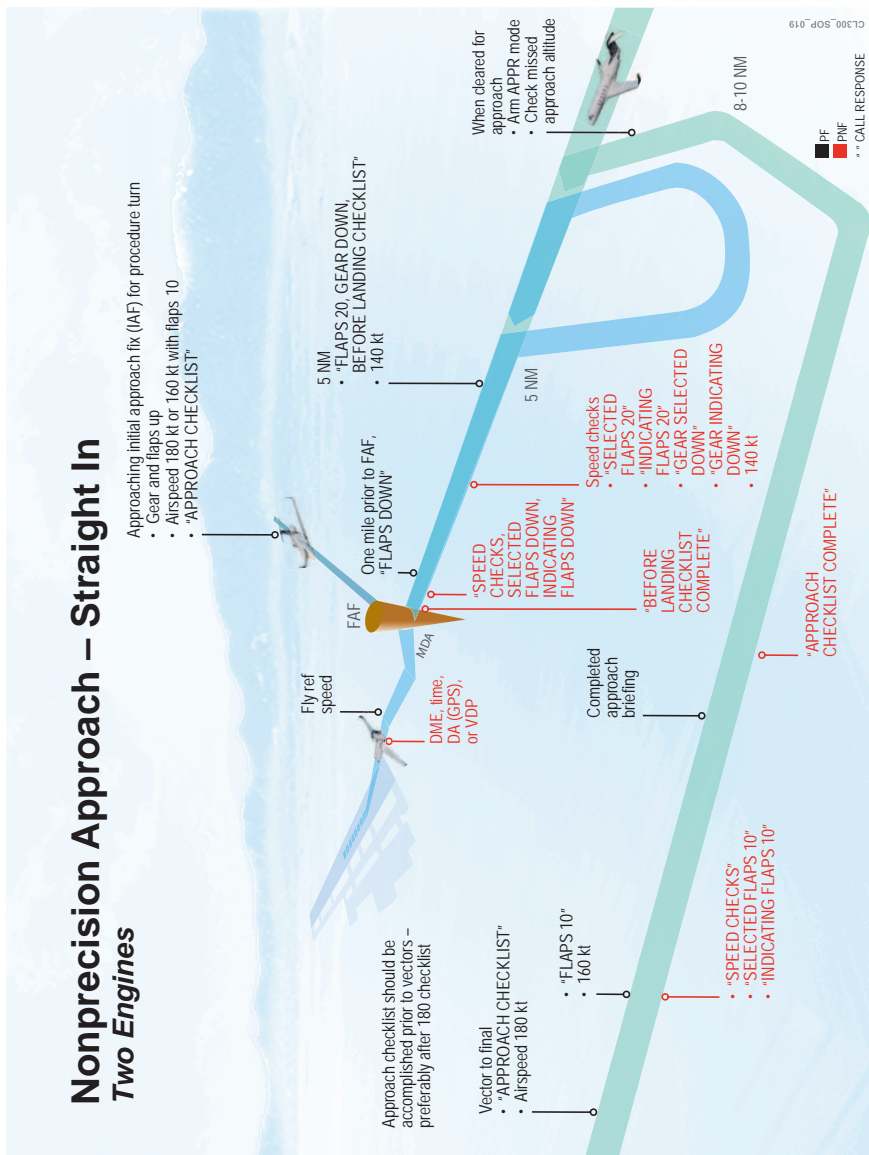 Nonprecision Approach – Straight In
Two Engines
Approach checklist should be
accomplished prior to vectors –
preferably after 180 checklist
Vector to final
• “APPROACH CHECKLIST”
• Airspeed 180 kt
• “FLAPS 10”
• 160 kt
• “SPEED CHECKS”
• “SELECTED FLAPS 10”
• “INDICATING FLAPS 10”
Completed
approach
briefing
“APPROACH
CHECKLIST COMPLETE”
8-10 NM
When cleared for
approach
• Arm APPR mode
• Check missed
approach altitude
Approaching initial approach fix (IAF) for procedure turn
• Gear and flaps up
• Airspeed 180 kt or 160 kt with flaps 10
• “APPROACH CHECKLIST”
5 NM
• “FLAPS 20, GEAR DOWN,
BEFORE LANDING CHECKLIST”
• 140 kt
5 NM
Speed checks
• “SELECTED
FLAPS 20”
• “INDICATING
FLAPS 20”
• “GEAR SELECTED
DOWN”
• “GEAR INDICATING
DOWN”
• 140 kt
One mile prior to FAF,
“FLAPS DOWN”
“SPEED
CHECKS,
SELECTED
FLAPS DOWN,
INDICATING
FLAPS DOWN”
“BEFORE
LANDING
CHECKLIST
COMPLETE”
FAF
MDA
Fly ref
speed
DME, time,
DA (GPS),
or VDP
PF
PNF
“ ” CALL RESPONSE
CL300_SOP_019